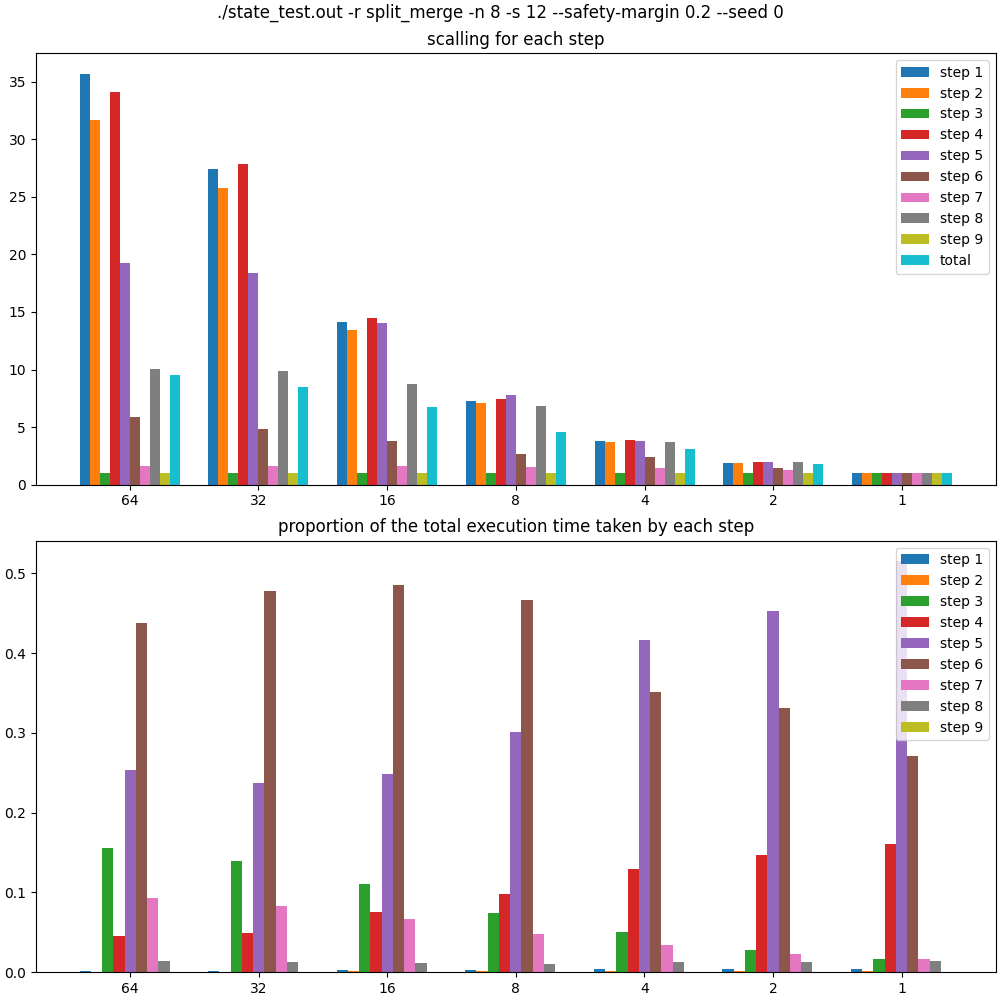 ./state_test.out -r split_merge -n 8 -s 12 --safety-margin 0.2 --seed 0
scalling for each step
35
30
25
20
15
10
5
0
64 32 16 8 4 2 1
step 1
step 2
step 3
step 4
step 5
step 6
step 7
step 8
step 9
total
proportion of the total execution time taken by each step
0.5
0.4
0.3
0.2
0.1
0.0
64 32 16 8 4 2 1
step 1
step 2
step 3
step 4
step 5
step 6
step 7
step 8
step 9